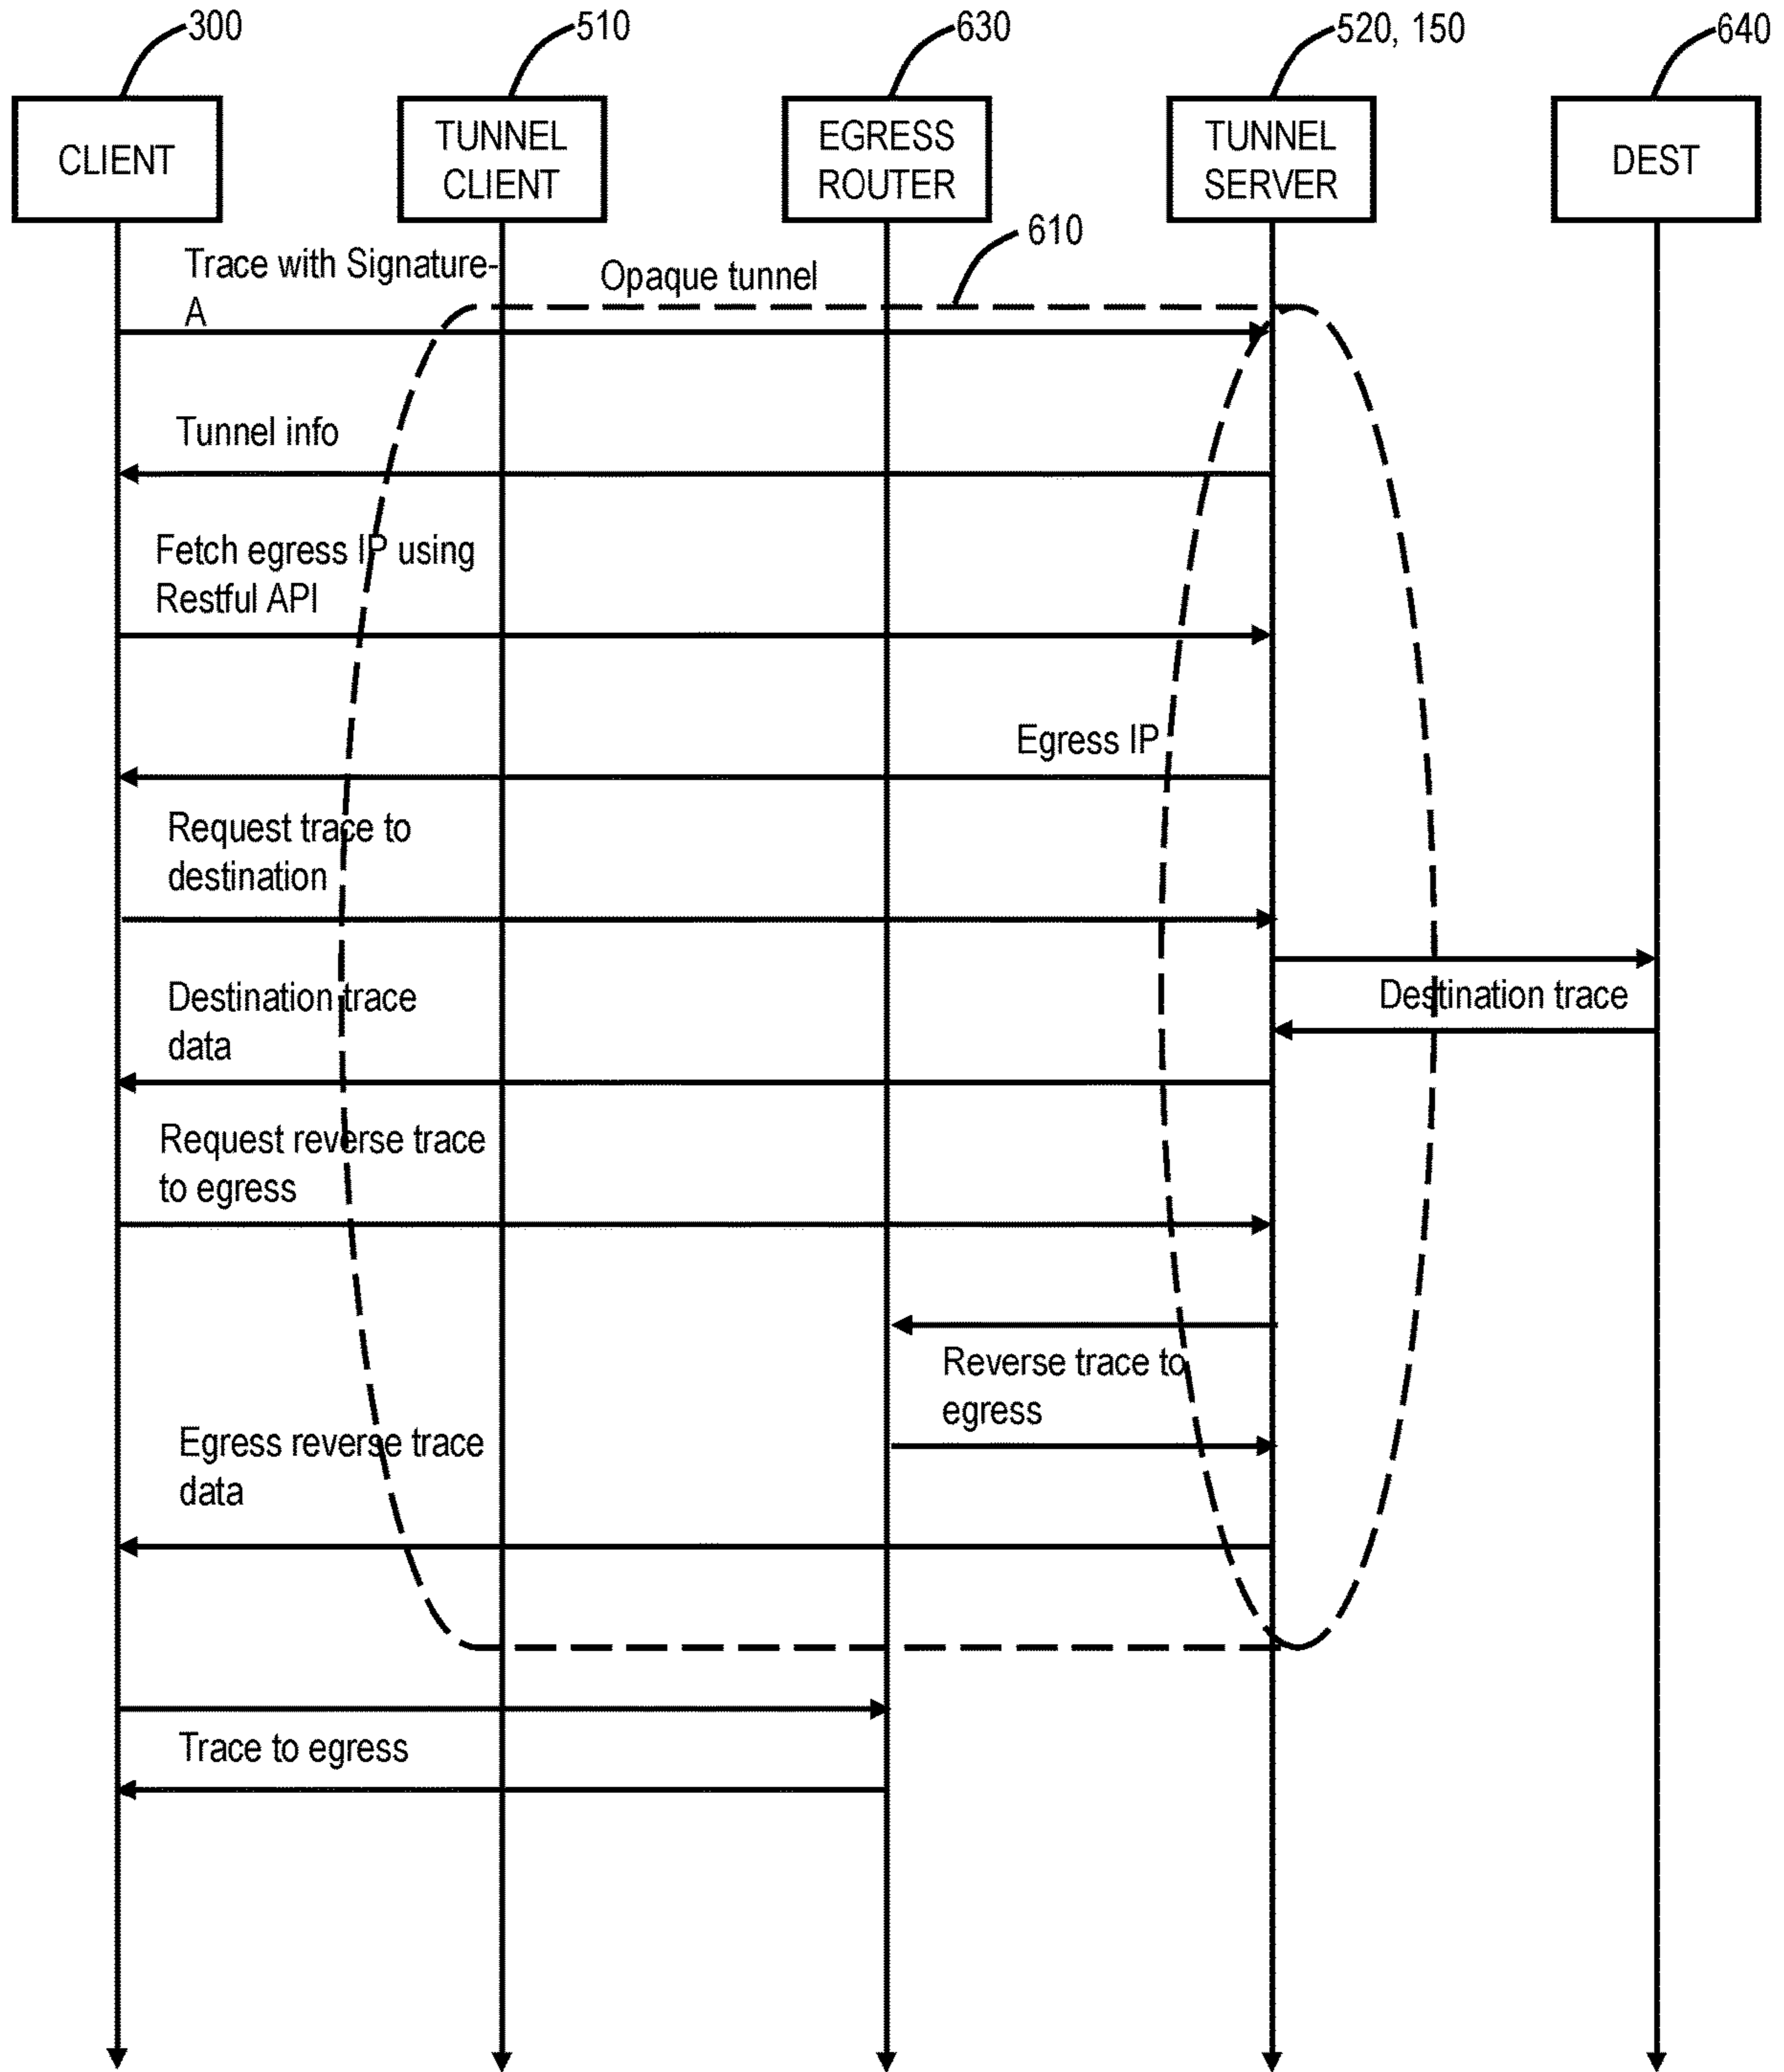 300
510
630
520, 150
640
CLIENT
TUNNEL
CLIENT
EGRESS
ROUTER
TUNNEL
SERVER
DEST
610
Trace with Signature-
A
Opaque tunnel
Tunnel info
Fetch egress IP using
Restful API
Egress IP
Request trace to
destination
Destination trace
Destination trace
data
Request reverse trace
to egress
Reverse trace to
egress
Egress reverse trace
data
Trace to egress